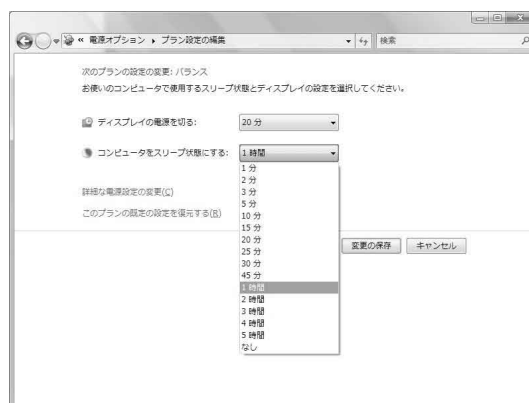 « 電源オプション ▸ プラン設定の編集
検索
次のプランの設定の変更: バランス
お使いのコンピュータで使用するスリープ状態とディスプレイの設定を選択してください。
ディスプレイの電源を切る: 20 分
コンピュータをスリープ状態にする: 1 時間
1 分
2 分
3 分
5 分
10 分
15 分
20 分
25 分
30 分
45 分
1 時間
2 時間
3 時間
4 時間
5 時間
なし
詳細な電源設定の変更(C)
このプランの既定の設定を復元する(R)
変更の保存 キャンセル